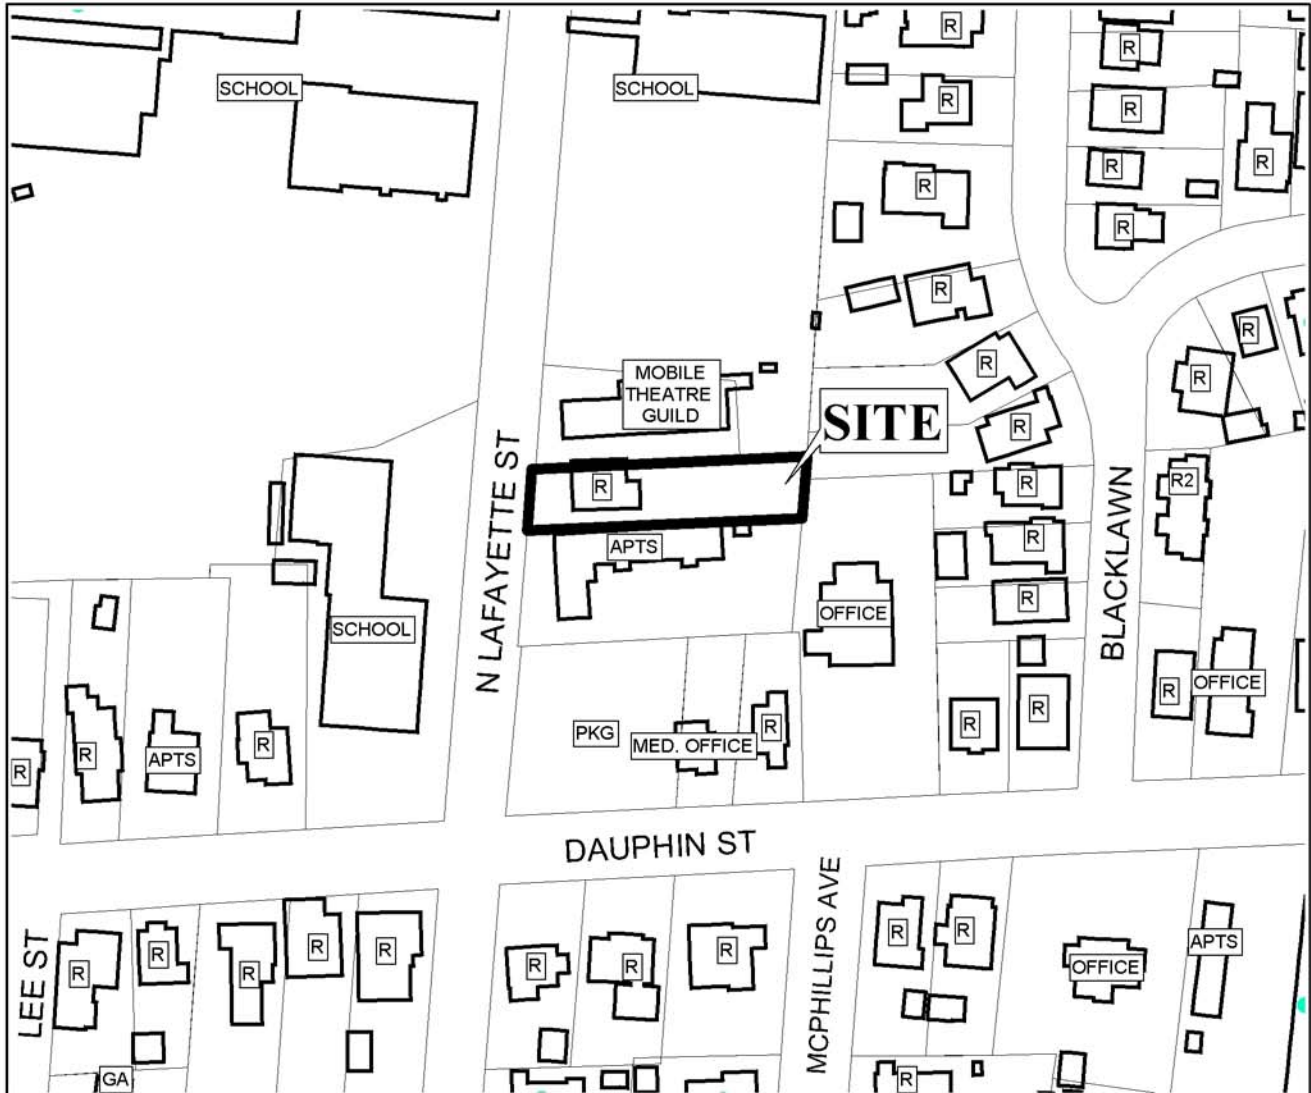 R
R
SCHOOL
SCHOOL
R
R
R
R
R
R
R
R
R
MOBILE
THEATRE
GUILD
R
R
SITE
R
N LAFAYETTE ST
R
R
R2
BLACKLAWN
APTS
R
R
OFFICE
SCHOOL
R
OFFICE
R
R
R
PKG
MED. OFFICE
R
R
APTS
R
DAUPHIN ST
MCPHILLIPS AVE
LEE ST
R
R
R
R
R
R
R
R
R
R
OFFICE
APTS
GA
R